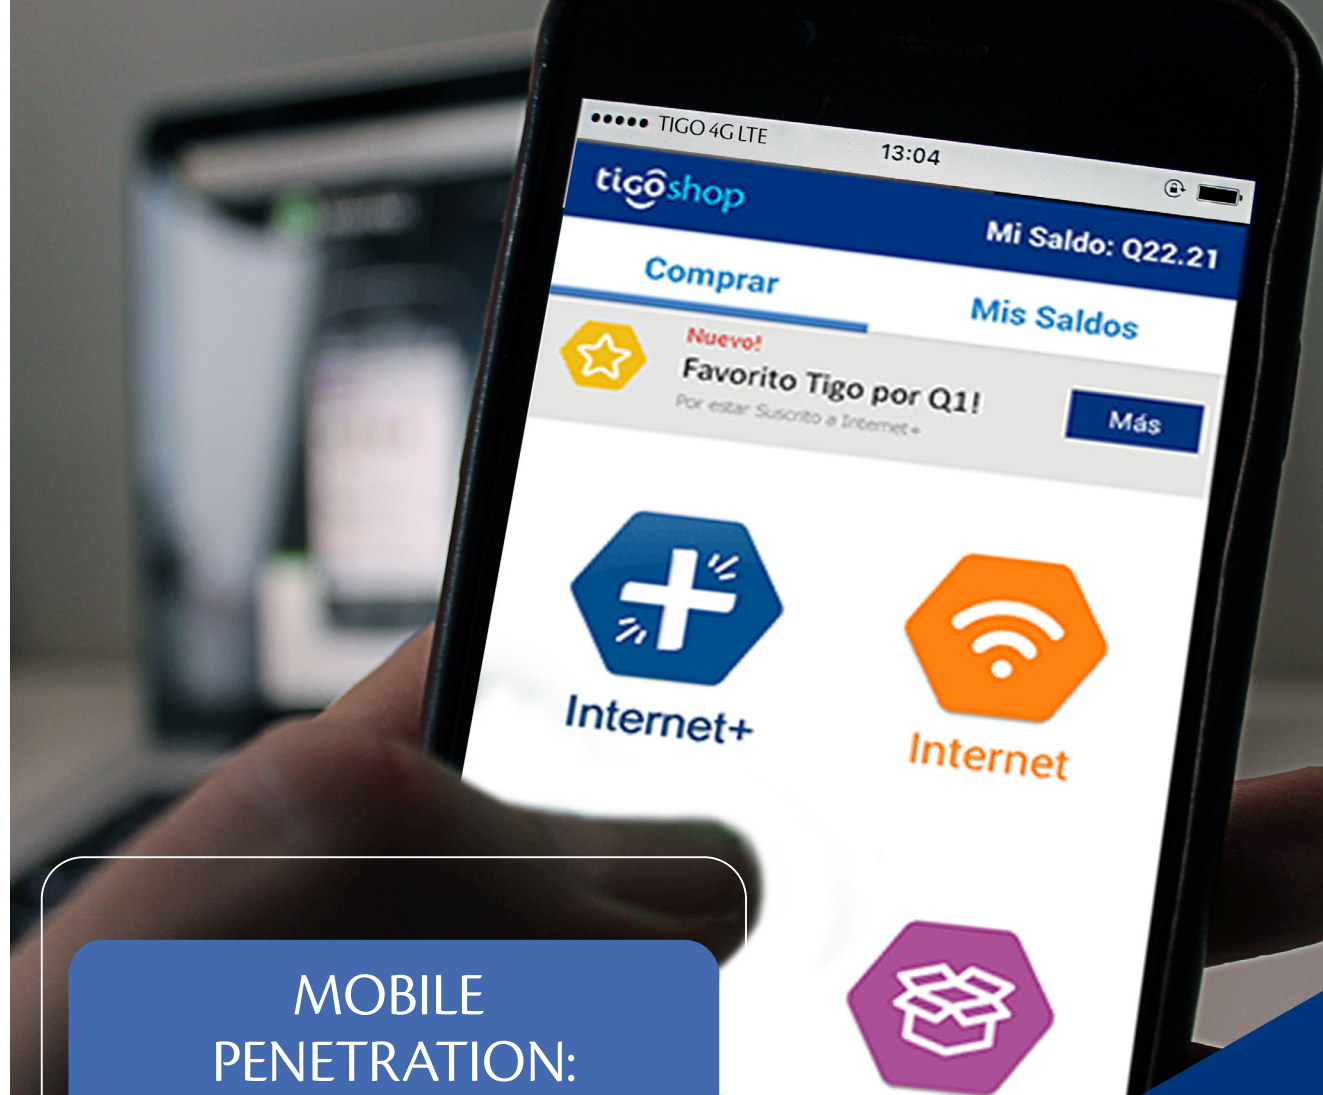 TIGO 4G LTE
13:04
tigoshop
Mi Saldo: Q22.21
Comprar
Mis Saldos
Nuevo!
Favorito Tigo por Q1!
Por estar Suscrito a Internet+
Más
Internet+
Internet
MOBILE
PENETRATION: